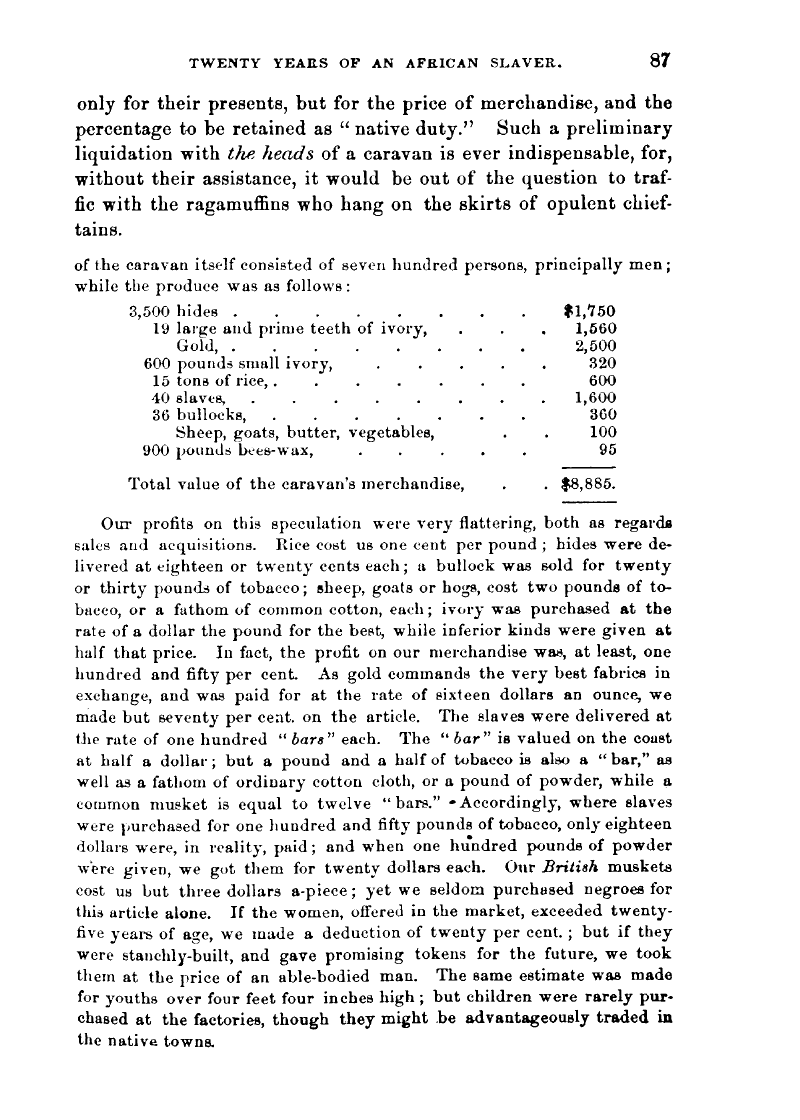 TWENTY YEARS OF AN AFRICAN SLAVER. 87
only for their presents, but for the price of merchandise, and the
percentage to be retained as “ native duty.” Such a preliminary
liquidation with the heads of a caravan is ever indispensable, for,
without their assistance, it would be out of the question to traf-
fic with the ragamuffins who hang on the skirts of opulent chief-
tains.
of the caravan itself consisted of seven hundred persons, principally men ;
while the produce was as follows :
3,500 hides . . . . . . . . $1,750
19 large and prime teeth of ivory, . . . 1,560
Gold, . . . . . . . . 2,500
600 pounds small ivory, . . . . . 320
15 tons of rice, . . . . . . . 600
40 slaves, . . . . . . . . 1,600
36 bullocks, . . . . . . . 360
Sheep, goats, butter, vegetables, . . 100
900 pounds bees-wax, . . . . . 95
Total value of the caravan's merchandise, . . $8,885.
Our profits on this speculation were very flattering, both as regards
sales and acquisitions. Rice cost us one cent per pound ; hides were de-
livered at eighteen or twenty cents each ; a bullock was sold for twenty
or thirty pounds of tobacco ; sheep, goats or hogs, cost two pounds of to-
bacco, or a fathom of common cotton, each ; ivory was purchased at the
rate of a dollar the pound for the best, while inferior kinds were given at
half that price. In fact, the profit on our merchandise was, at least, one
hundred and fifty per cent. As gold commands the very best fabrics in
exchange, and was paid for at the rate of sixteen dollars an ounce, we
made but seventy per cent. on the article. The slaves were delivered at
the rate of one hundred “ bars ” each. The “ bar ” is valued on the coast
at half a dollar ; but a pound and a half of tobacco is also a “ bar,” as
well as a fathom of ordinary cotton cloth, or a pound of powder, while a
common musket is equal to twelve “ bars.” Accordingly, where slaves
were purchased for one hundred and fifty pounds of tobacco, only eighteen
dollars were, in reality, paid ; and when one hundred pounds of powder
were given, we got them for twenty dollars each. Our British muskets
cost us but three dollars a-piece ; yet we seldom purchased negroes for
this article alone. If the women, offered in the market, exceeded twenty-
five years of age, we made a deduction of twenty per cent. ; but if they
were stanchly-built, and gave promising tokens for the future, we took
them at the price of an able-bodied man. The same estimate was made
for youths over four feet four inches high ; but children were rarely pur-
chased at the factories, though they might be advantageously traded in
the native towns.